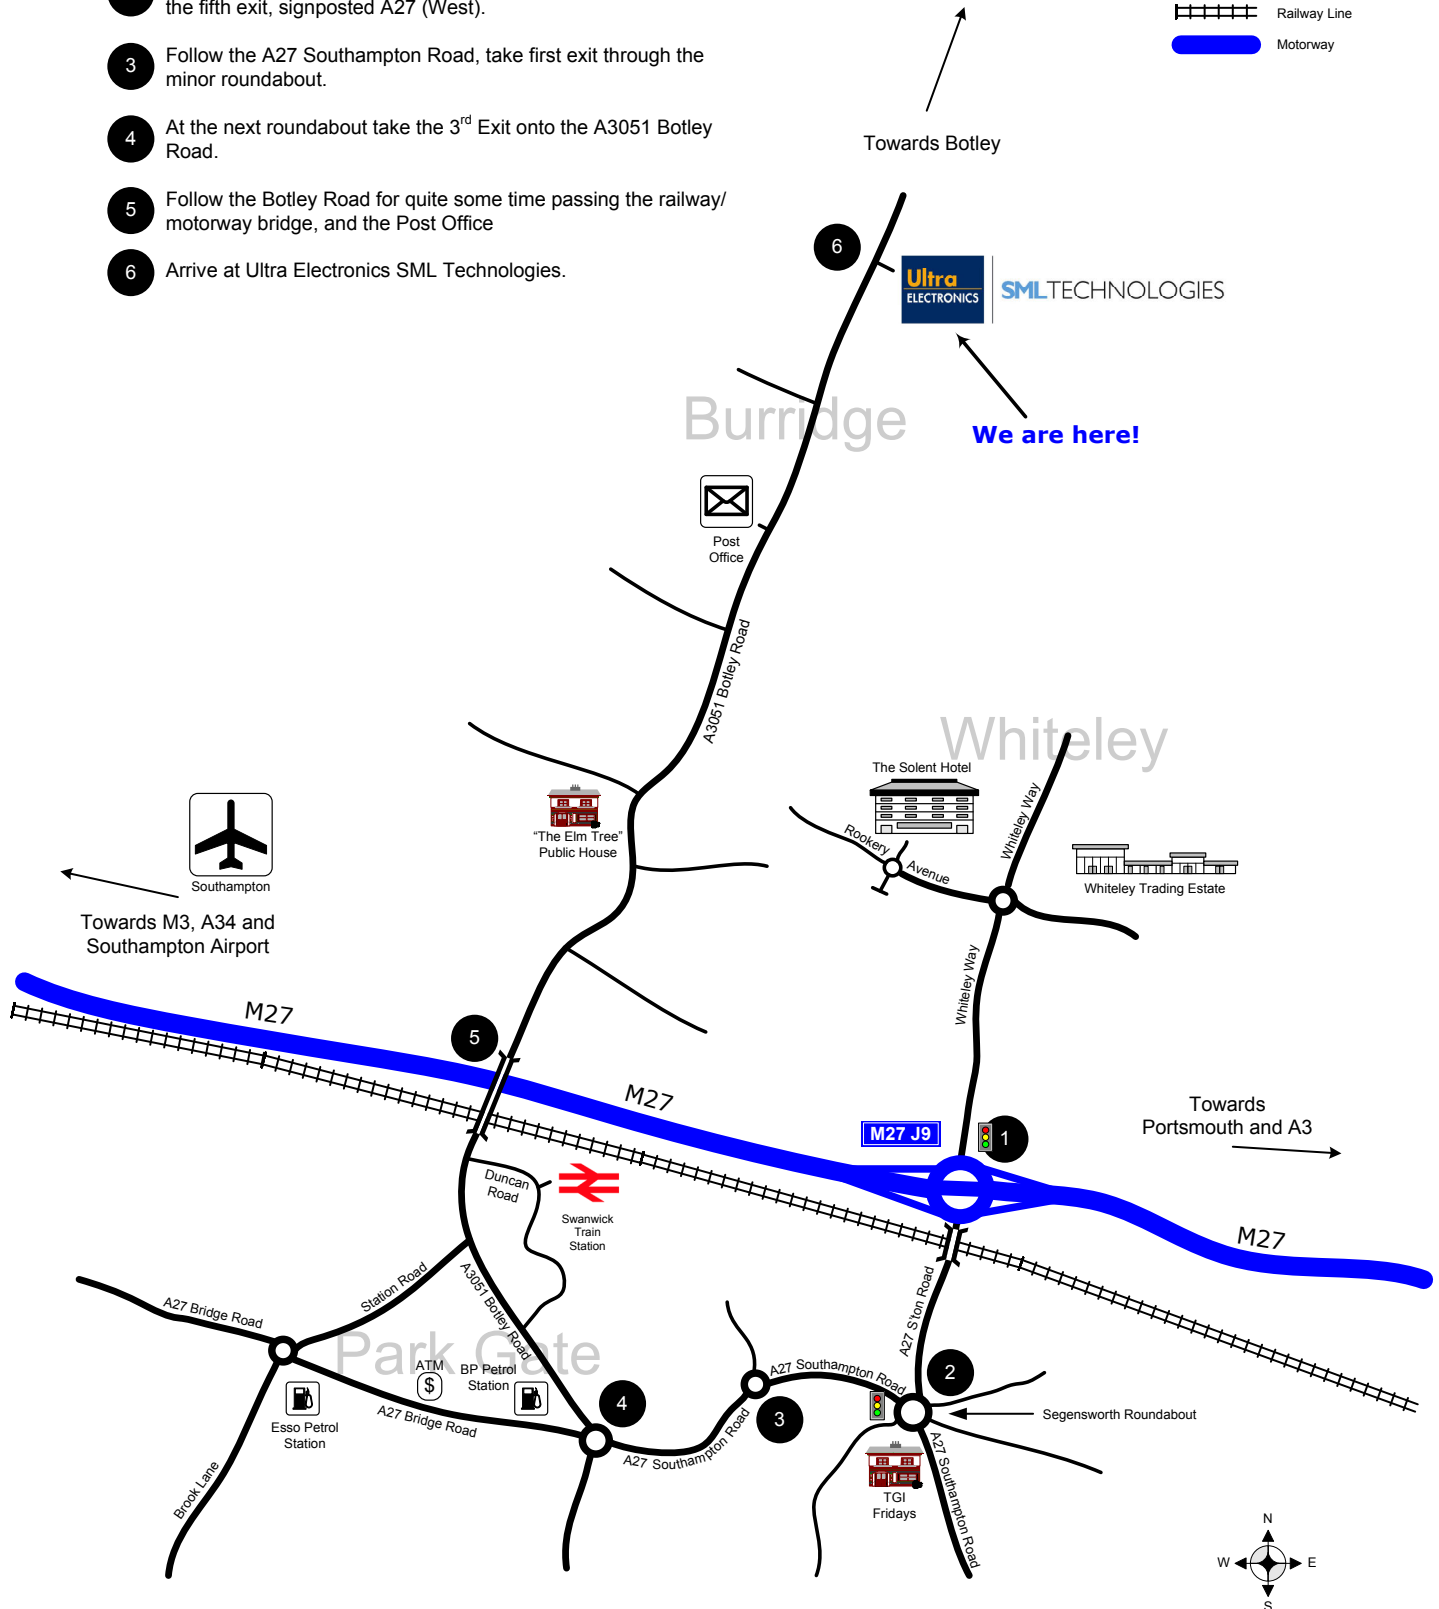 the fifth exit, signposted A27 (West).
3
Follow the A27 Southampton Road, take first exit through the
minor roundabout.
4
At the next roundabout take the 3rd Exit onto the A3051 Botley
Road.
5
Follow the Botley Road for quite some time passing the railway/
motorway bridge, and the Post Office
6
Arrive at Ultra Electronics SML Technologies.
Railway Line
Motorway
Towards Botley
6
Ultra
ELECTRONICS
SMLTECHNOLOGIES
Burridge
We are here!
Post
Office
A3051 Botley Road
Whiteley
The Solent Hotel
Whiteley Way
Rookery
Avenue
Whiteley Trading Estate
"The Elm Tree"
Public House
Southampton
Towards M3, A34 and
Southampton Airport
Whiteley Way
M27
5
M27
M27 J9
1
Towards
Portsmouth and A3
M27
Duncan
Road
Swanwick
Train
Station
A3051 Botley Road
Station Road
A27 Bridge Road
A27 S'ton Road
Park Gate
ATM
$
BP Petrol
Station
Esso Petrol
Station
A27 Bridge Road
4
A27 Southampton Road
3
A27 Southampton Road
2
Segensworth Roundabout
TGI
Fridays
A27 Southampton Road
Brook Lane
N
W
E
S